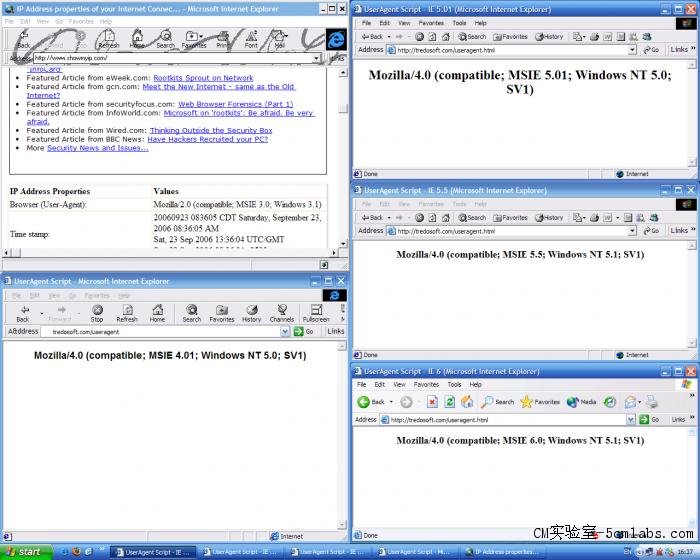 IP Address properties of your Internet Connec... - Microsoft Internet Explorer
File Edit View Go Favorites Help
Back Home Search Favorites Print Font Mail
Address http://www.showmyip.com/ Links
InfoCard
Featured Article from eWeek.com: Rootkits Sprout on Network
Featured Article from gcn.com: Meet the New Internet - same as the Old
Internet?
Featured Article from securityfocus.com: Web Browser Forensics (Part 1)
Featured Article from InfoWorld.com: Microsoft on 'rootkits': Be afraid. Be very
afraid.
Featured Article from Wired.com: Thinking Outside the Security Box
Featured Article from BBC News: Have Hackers Recruited your PC?
More Security News and Issues...
IP Address Properties Values
Browser (User-Agent): Mozilla/2.0 (compatible; MSIE 3.0; Windows 3.1)
Time stamp:
20060923 083605 CDT Saturday, September 23,
2006 08:36:05 AM
Sat, 23 Sep 2006 13:36:04 UTC/GMT
UserAgent Script - Microsoft Internet Explorer
File Edit View Go Favorites Help
Back Forward Stop Refresh Home Search Favorites History Channels Fullscreen
Address tredosoft.com/useragent Go Links
Mozilla/4.0 (compatible; MSIE 4.01; Windows NT 5.0; SV1)
Internet
UserAgent Script - IE 5.01 (Microsoft Internet Explorer)
File Edit View Favorites Tools Help
Back Search Favorites History
Address http://tredosoft.com/useragent.html Go Links
Mozilla/4.0 (compatible; MSIE 5.01; Windows NT 5.0;
SV1)
Done Internet
UserAgent Script - IE 5.5 (Microsoft Internet Explorer)
File Edit View Favorites Tools Help
Back Search Favorites History
Address http://tredosoft.com/useragent.html Go Links
Mozilla/4.0 (compatible; MSIE 5.5; Windows NT 5.1; SV1)
Done Internet
UserAgent Script - IE 6 (Microsoft Internet Explorer)
File Edit View Favorites Tools Help
Back Search Favorites Media
Address http://tredosoft.com/useragent.html Go Links
Mozilla/4.0 (compatible; MSIE 6.0; Windows NT 5.1; SV1)
Done
CM实验室-5cmlabs.com
start UserAgent Script - IE ... UserAgent Script - IE ... UserAgent Script - IE ... UserAgent Script - Mi... IP Address properties... EN 16:37